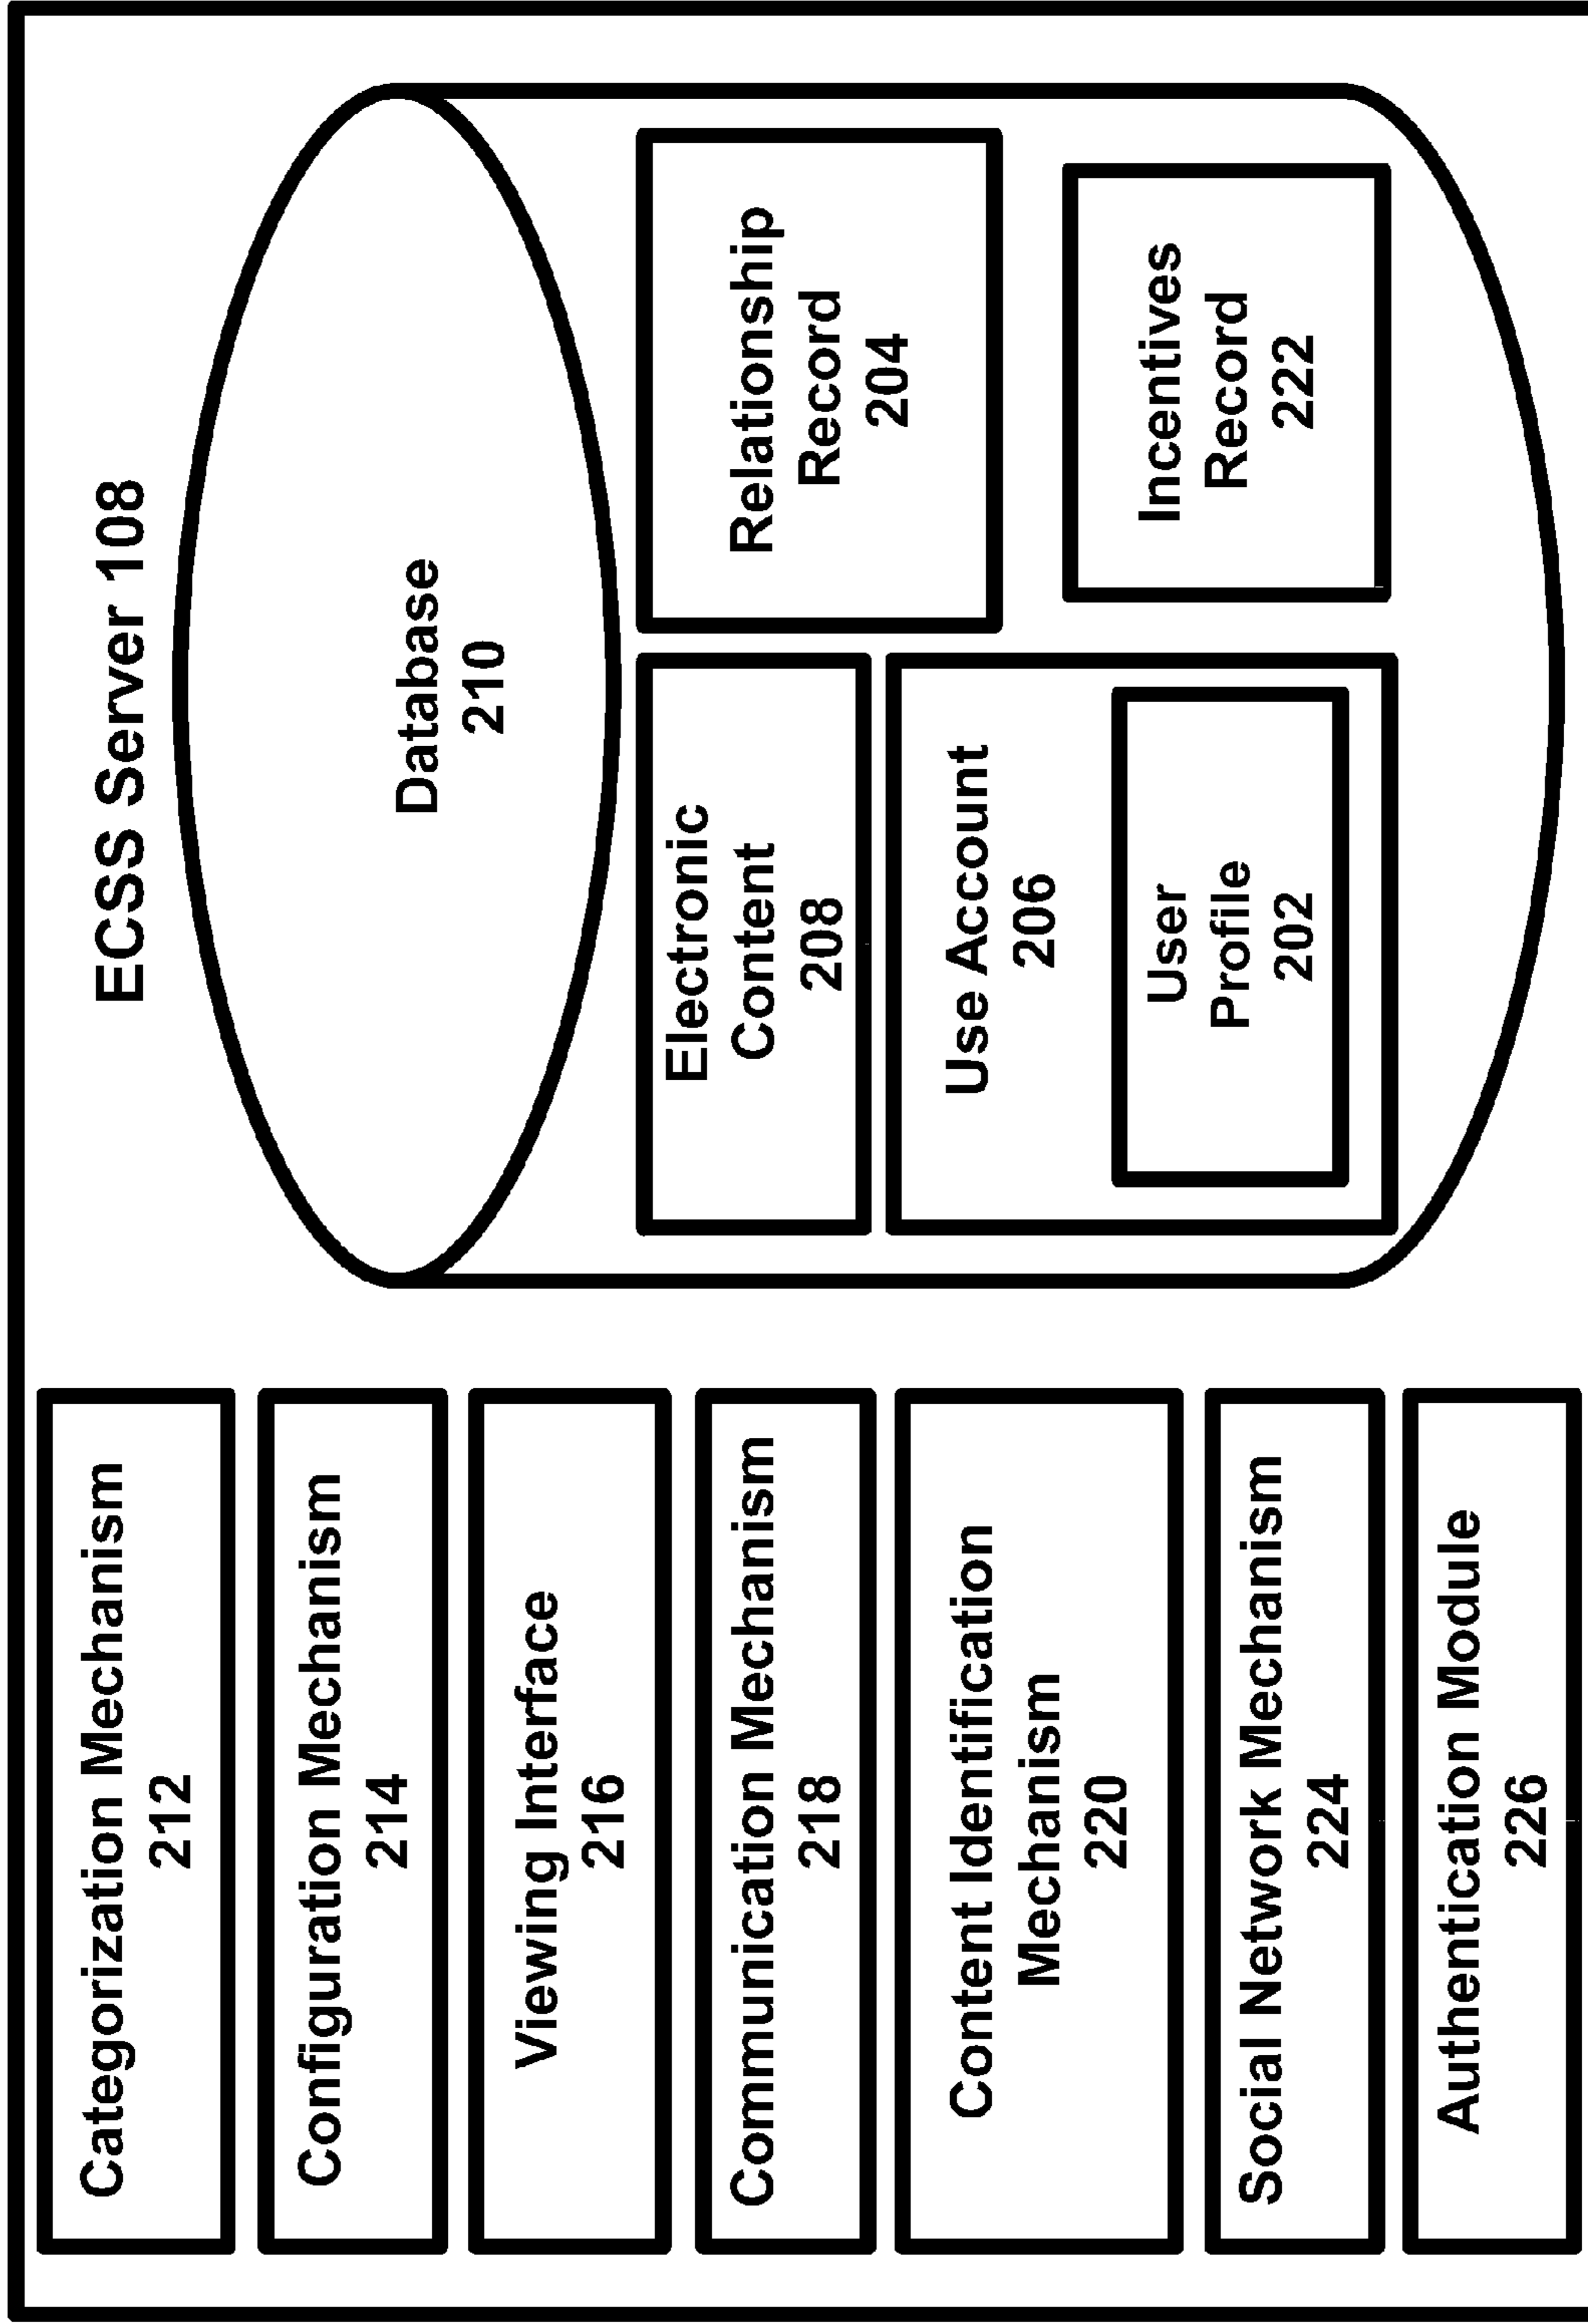 ECSS Server 108
Categorization Mechanism
212
Configuration Mechanism
214
Viewing Interface
216
Communication Mechanism
218
Content Identification
Mechanism
220
Social Network Mechanism
224
Authentication Module
226
Database
210
Electronic
Content
208
Relationship
Record
204
Use Account
206
User
Profile
202
Incentives
Record
222